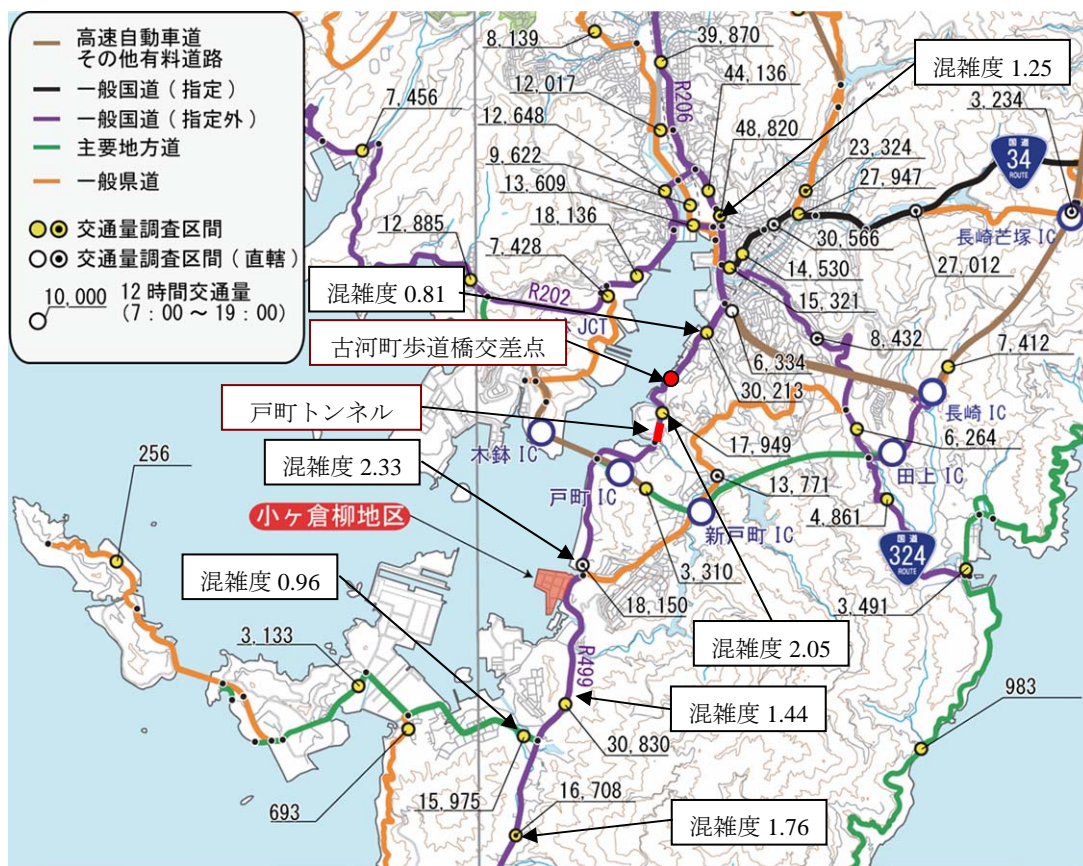 高速自動車道
その他有料道路
一般国道（指定）
一般国道（指定外）
主要地方道
一般県道
交通量調査区間
交通量調査区間（直轄）
10,000
12時間交通量
（7：00～19：00）
8,139
39,870
混雑度 1.25
7,456
12,017
44,136
R206
3,234
12,648
48,820
国道
34
ROUTE
9,622
23,324
13,609
27,947
12,885
18,136
長崎芒塚 IC
7,428
30,566
27,012
混雑度 0.81
14,530
R202
15,321
JCT
古河町歩道橋交差点
8,432
7,412
6,334
30,213
長崎 IC
戸町トンネル
17,949
6,264
256
混雑度 2.33
木鉢 IC
戸町 IC
田上 IC
13,771
小ヶ倉柳地区
新戸町 IC
4,861
国道
324
ROUTE
混雑度 0.96
3,310
18,150
3,491
3,133
混雑度 2.05
R499
983
混雑度 1.44
30,830
693
15,975
16,708
混雑度 1.76